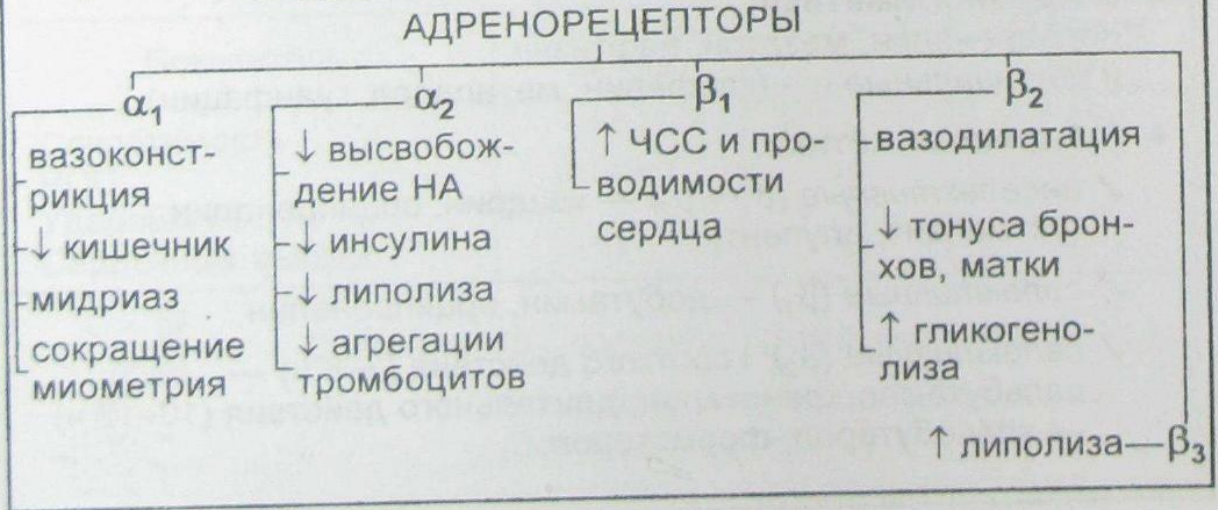 АДРЕНОРЕЦЕПТОРЫ
α1
вазоконст-
рикция
↓ кишечник
мидриаз
сокращение
миометрия
α2
↓ высвобож-
дение НА
↓ инсулина
↓ липолиза
↓ агрегации
тромбоцитов
β1
↑ ЧСС и про-
водимости
сердца
β2
вазодилатация
↓ тонуса брон-
хов, матки
↑ гликогено-
лиза
↑ липолиза—β3